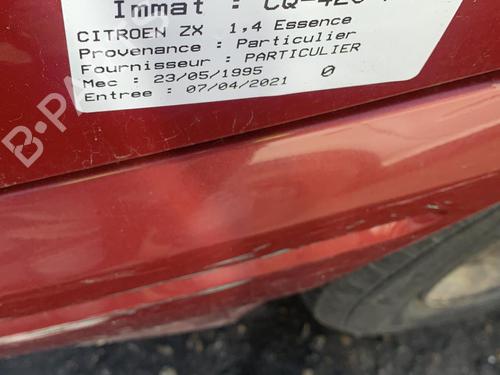 Immat :
CITROEN ZX 1,4 Essence
Provenance : Particulier
Fournisseur : PARTICULIER
Mec : 23/05/1995 0
Entree : 07/04/2021